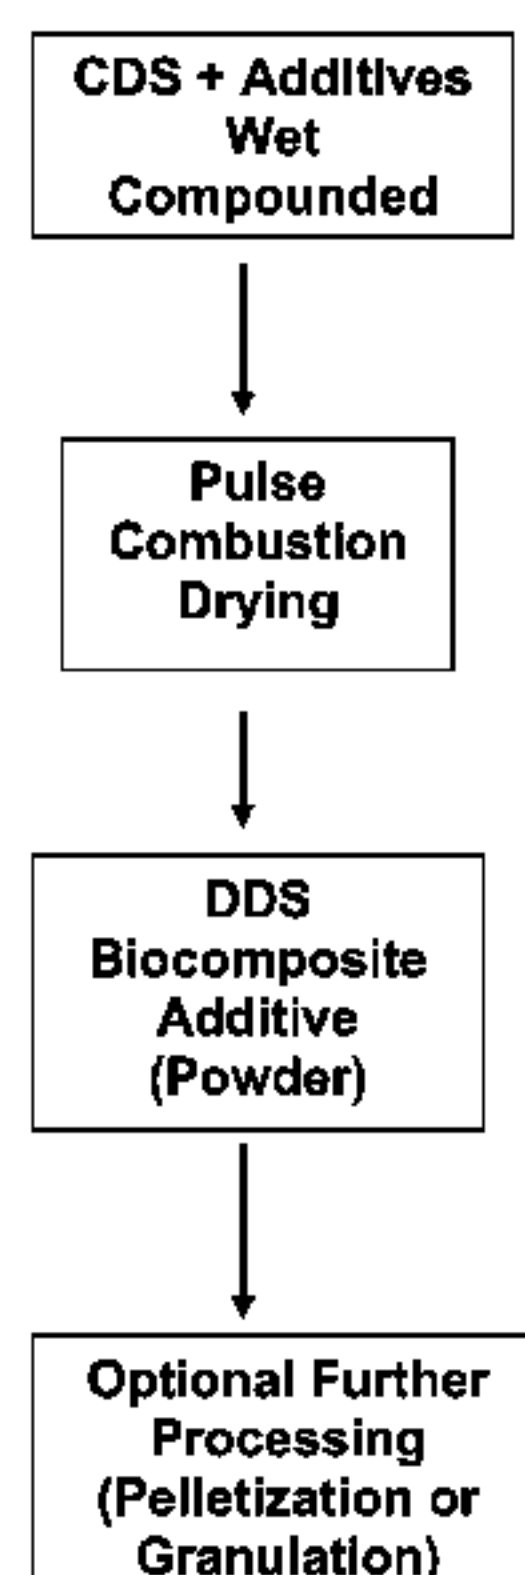 CDS + Additives
Wet
Compounded
Pulse
Combustion
Drying
DDS
Biocomposite
Additive
(Powder)
Optional Further
Processing
(Pelletization or
Granulation)